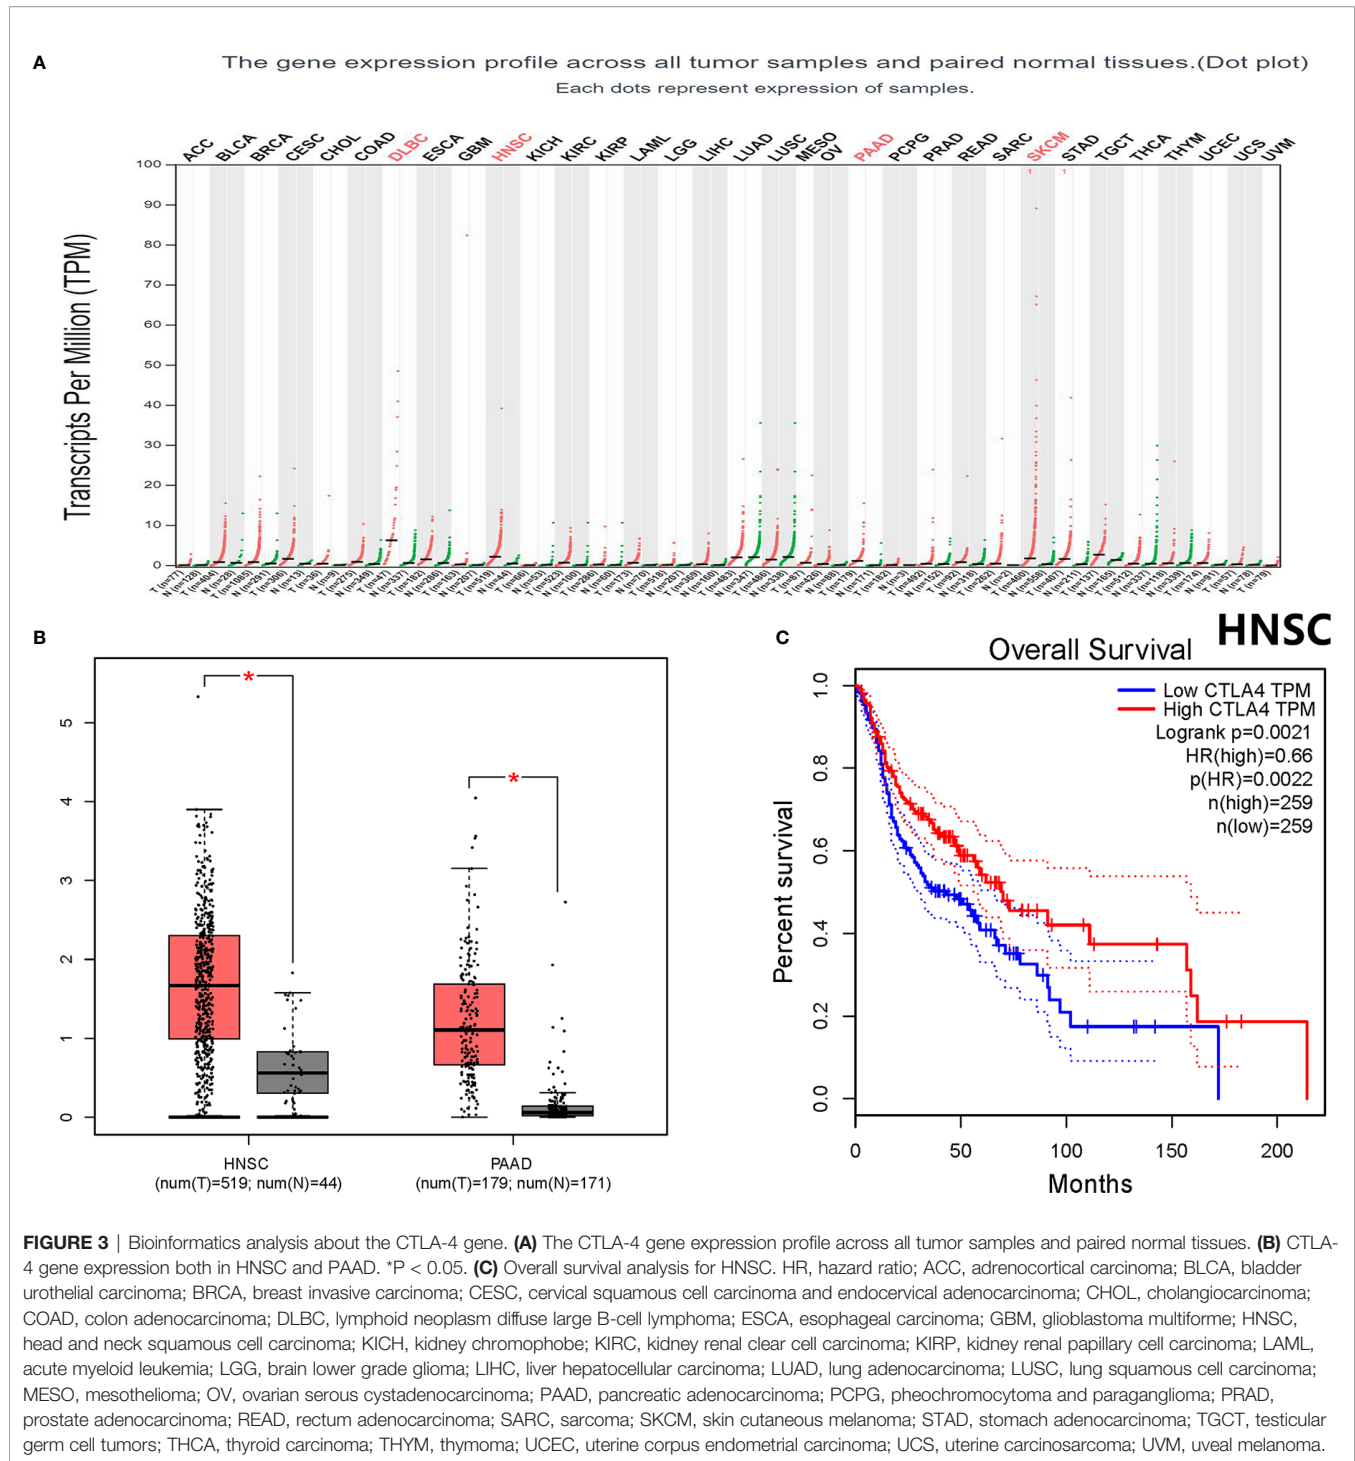 A
The gene expression profile across all tumor samples and paired normal tissues.(Dot plot)
Each dots represent expression of samples.
ACC BLCA BRCA CESC CHOL COAD DLBC ESCA GBM HNSC KICH KIRC KIRP LAML LGG LIHC LUAD LUSC MESO OV PAAD PCPG PRAD READ SARC SKCM STAD TGCT THCA THYM UCEC UCS UVM
Transcripts Per Million (TPM)
100
90
80
70
60
50
40
30
20
10
0
B
5
4
3
2
1
0
*
*
HNSC
(num(T)=519; num(N)=44)
PAAD
(num(T)=179; num(N)=171)
C
HNSC
Overall Survival
Low CTLA4 TPM
High CTLA4 TPM
Logrank p=0.0021
HR(high)=0.66
p(HR)=0.0022
n(high)=259
n(low)=259
Percent survival
1.0
0.8
0.6
0.4
0.2
0.0
0 50 100 150 200
Months
FIGURE 3 | Bioinformatics analysis about the CTLA-4 gene. (A) The CTLA-4 gene expression profile across all tumor samples and paired normal tissues. (B) CTLA-
4 gene expression both in HNSC and PAAD. *P < 0.05. (C) Overall survival analysis for HNSC. HR, hazard ratio; ACC, adrenocortical carcinoma; BLCA, bladder
urothelial carcinoma; BRCA, breast invasive carcinoma; CESC, cervical squamous cell carcinoma and endocervical adenocarcinoma; CHOL, cholangiocarcinoma;
COAD, colon adenocarcinoma; DLBC, lymphoid neoplasm diffuse large B-cell lymphoma; ESCA, esophageal carcinoma; GBM, glioblastoma multiforme; HNSC,
head and neck squamous cell carcinoma; KICH, kidney chromophobe; KIRC, kidney renal clear cell carcinoma; KIRP, kidney renal papillary cell carcinoma; LAML,
acute myeloid leukemia; LGG, brain lower grade glioma; LIHC, liver hepatocellular carcinoma; LUAD, lung adenocarcinoma; LUSC, lung squamous cell carcinoma;
MESO, mesothelioma; OV, ovarian serous cystadenocarcinoma; PAAD, pancreatic adenocarcinoma; PCPG, pheochromocytoma and paraganglioma; PRAD,
prostate adenocarcinoma; READ, rectum adenocarcinoma; SARC, sarcoma; SKCM, skin cutaneous melanoma; STAD, stomach adenocarcinoma; TGCT, testicular
germ cell tumors; THCA, thyroid carcinoma; THYM, thymoma; UCEC, uterine corpus endometrial carcinoma; UCS, uterine carcinosarcoma; UVM, uveal melanoma.